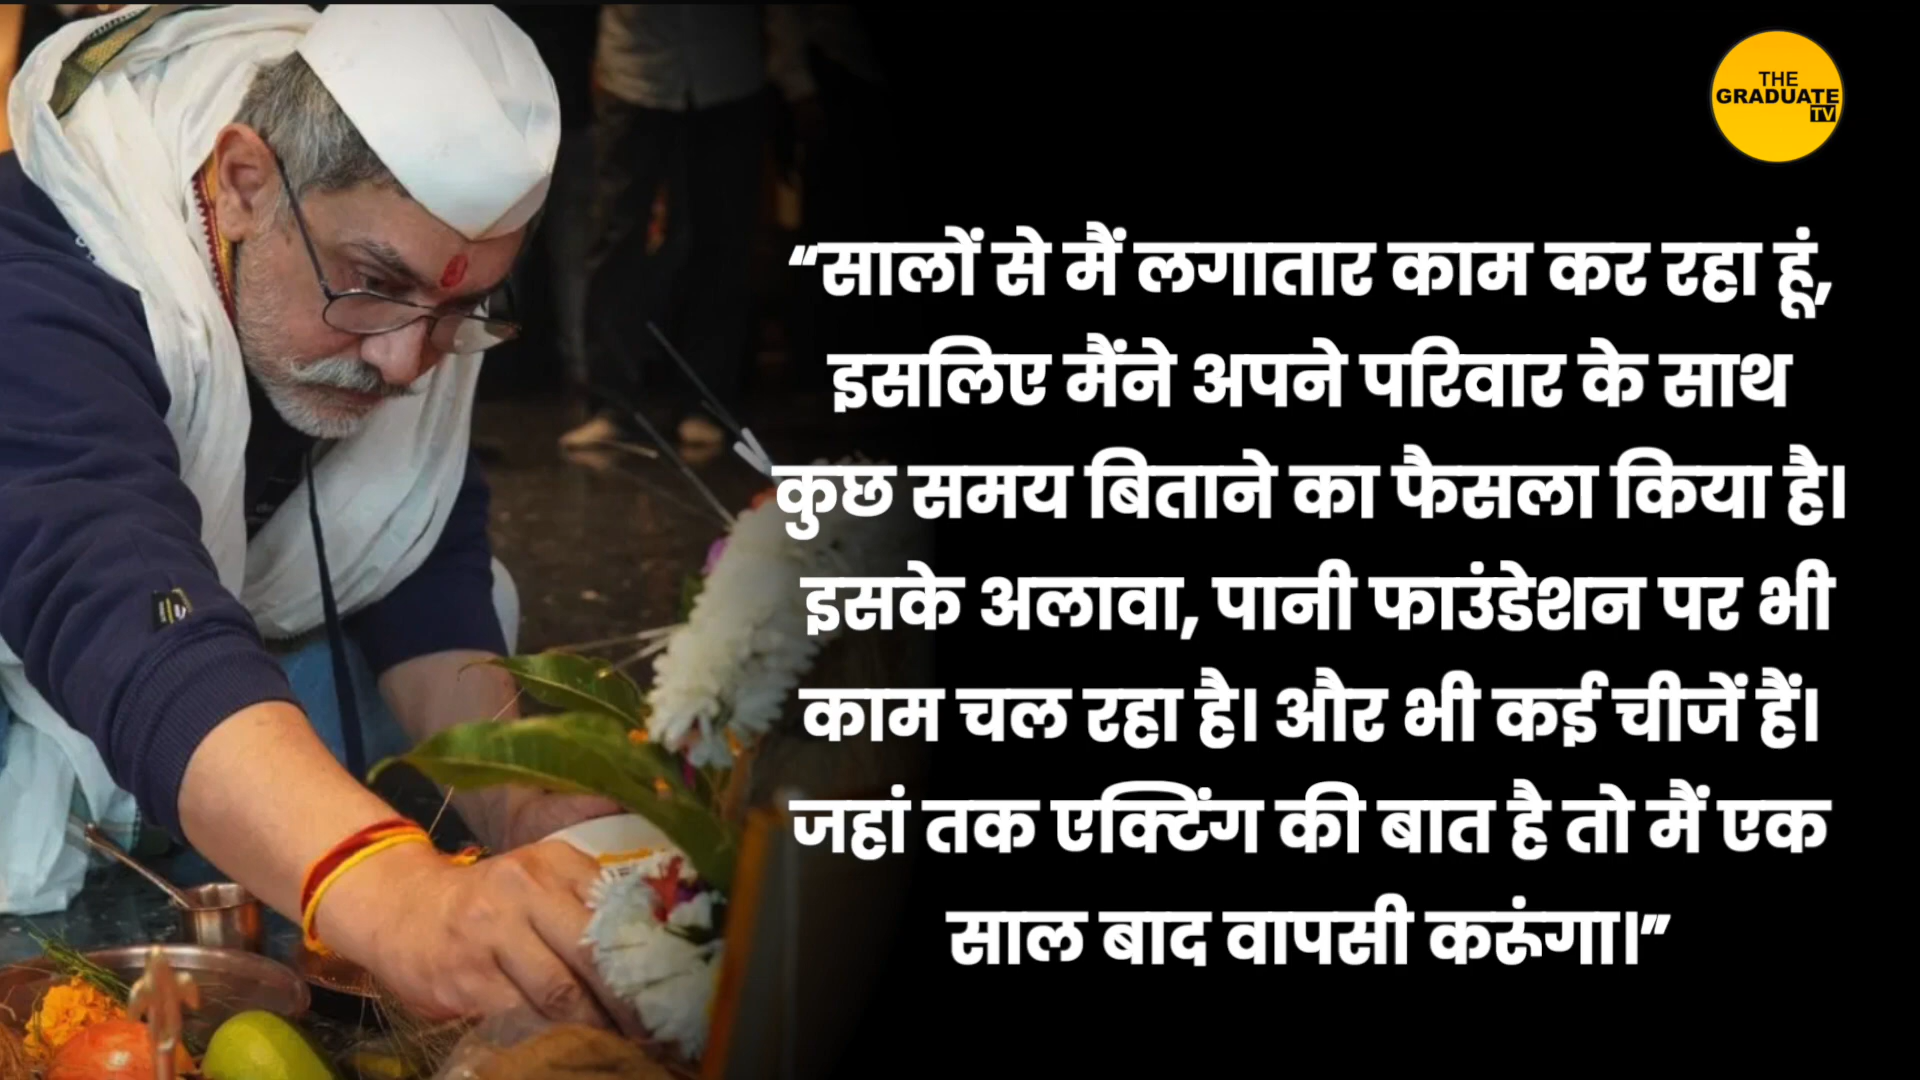 THE
GRADUATE
TV
“सालों से मैं लगातार काम कर रहा हूं,
इसलिए मैंने अपने परिवार के साथ
कुछ समय बिताने का फैसला किया है।
इसके अलावा, पानी फाउंडेशन पर भी
काम चल रहा है। और भी कई चीजें हैं।
जहां तक एक्टिंग की बात है तो मैं एक
साल बाद वापसी करूंगा।”